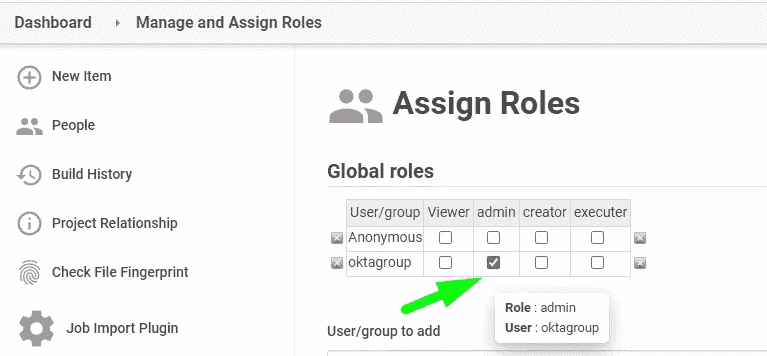 Dashboard Manage and Assign Roles
New Item
People
Build History
Project Relationship
Check File Fingerprint
Job Import Plugin
Assign Roles
Global roles
User/group Viewer admin creator executer
Anonymous
oktagroup
Role : admin
User : oktagroup
User/group to add